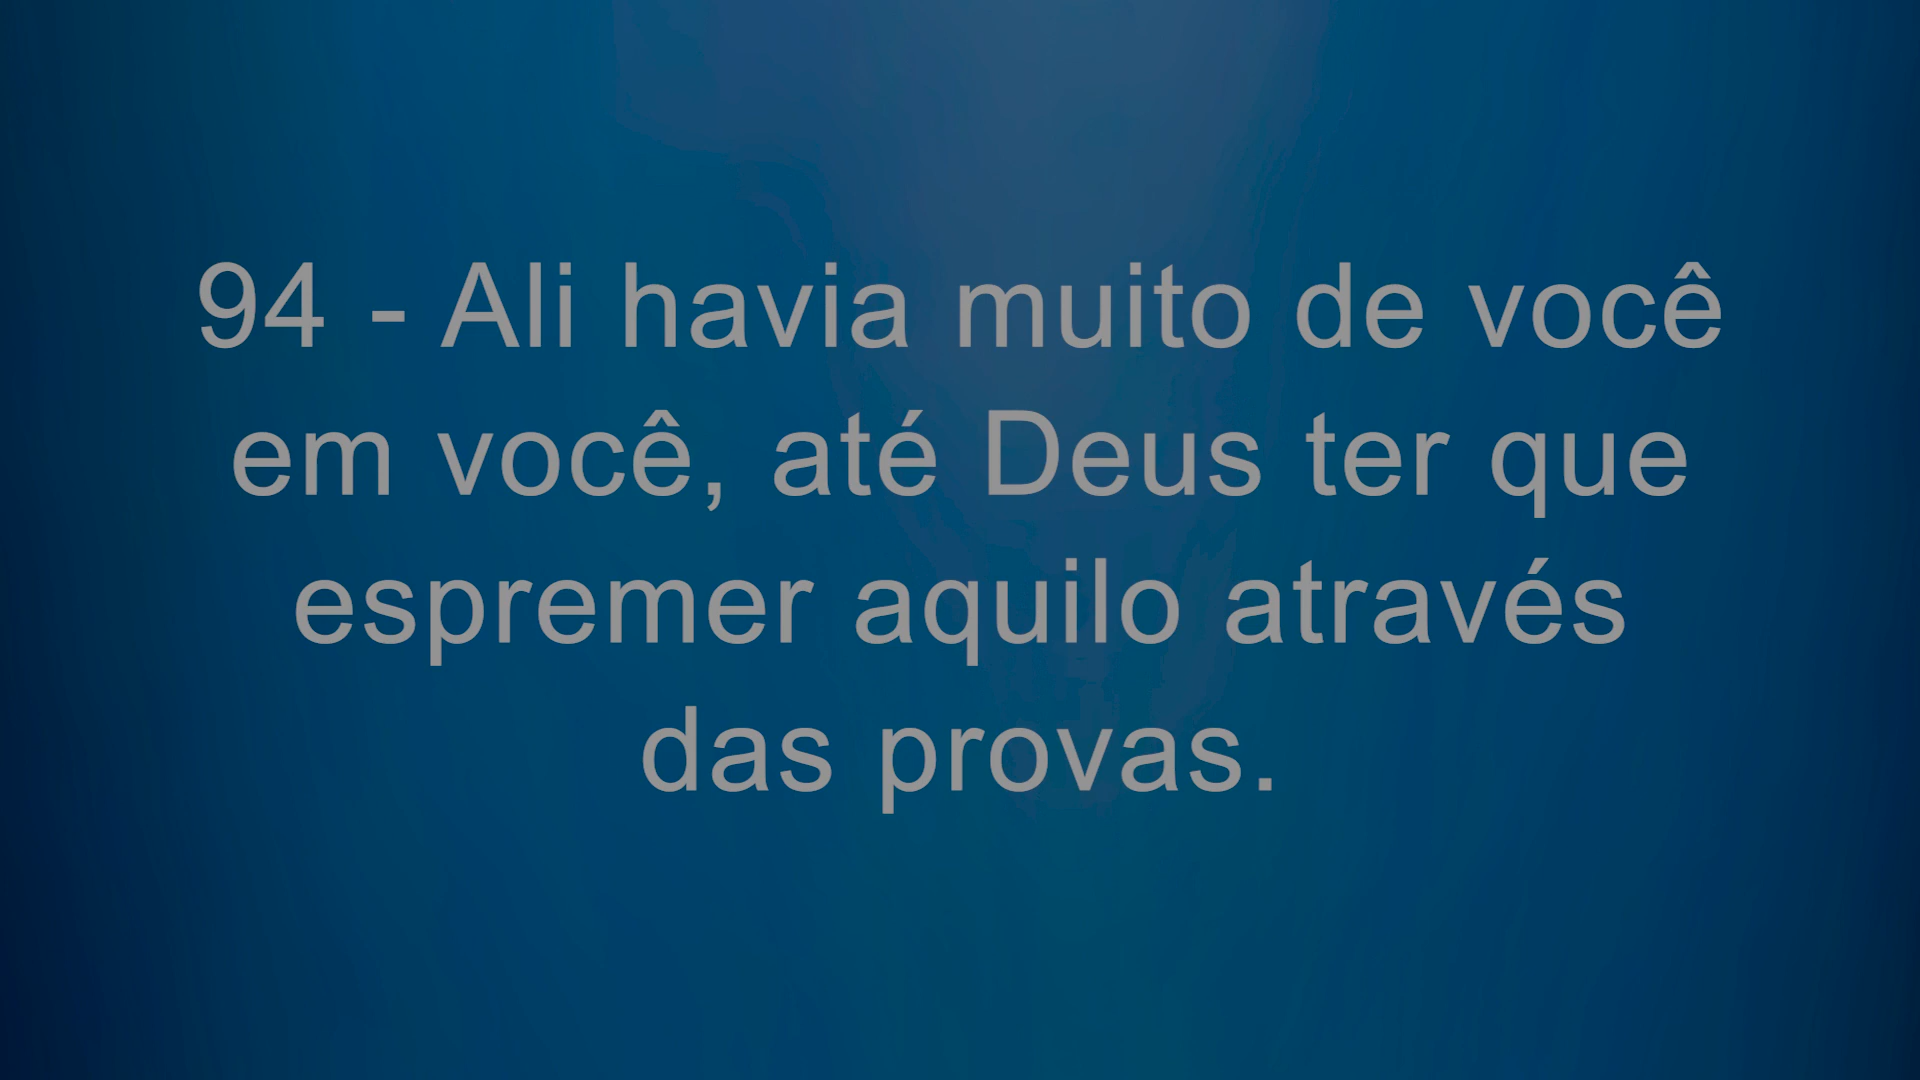 94 - Ali havia muito de você
em você, até Deus ter que
espremer aquilo através
das provas.